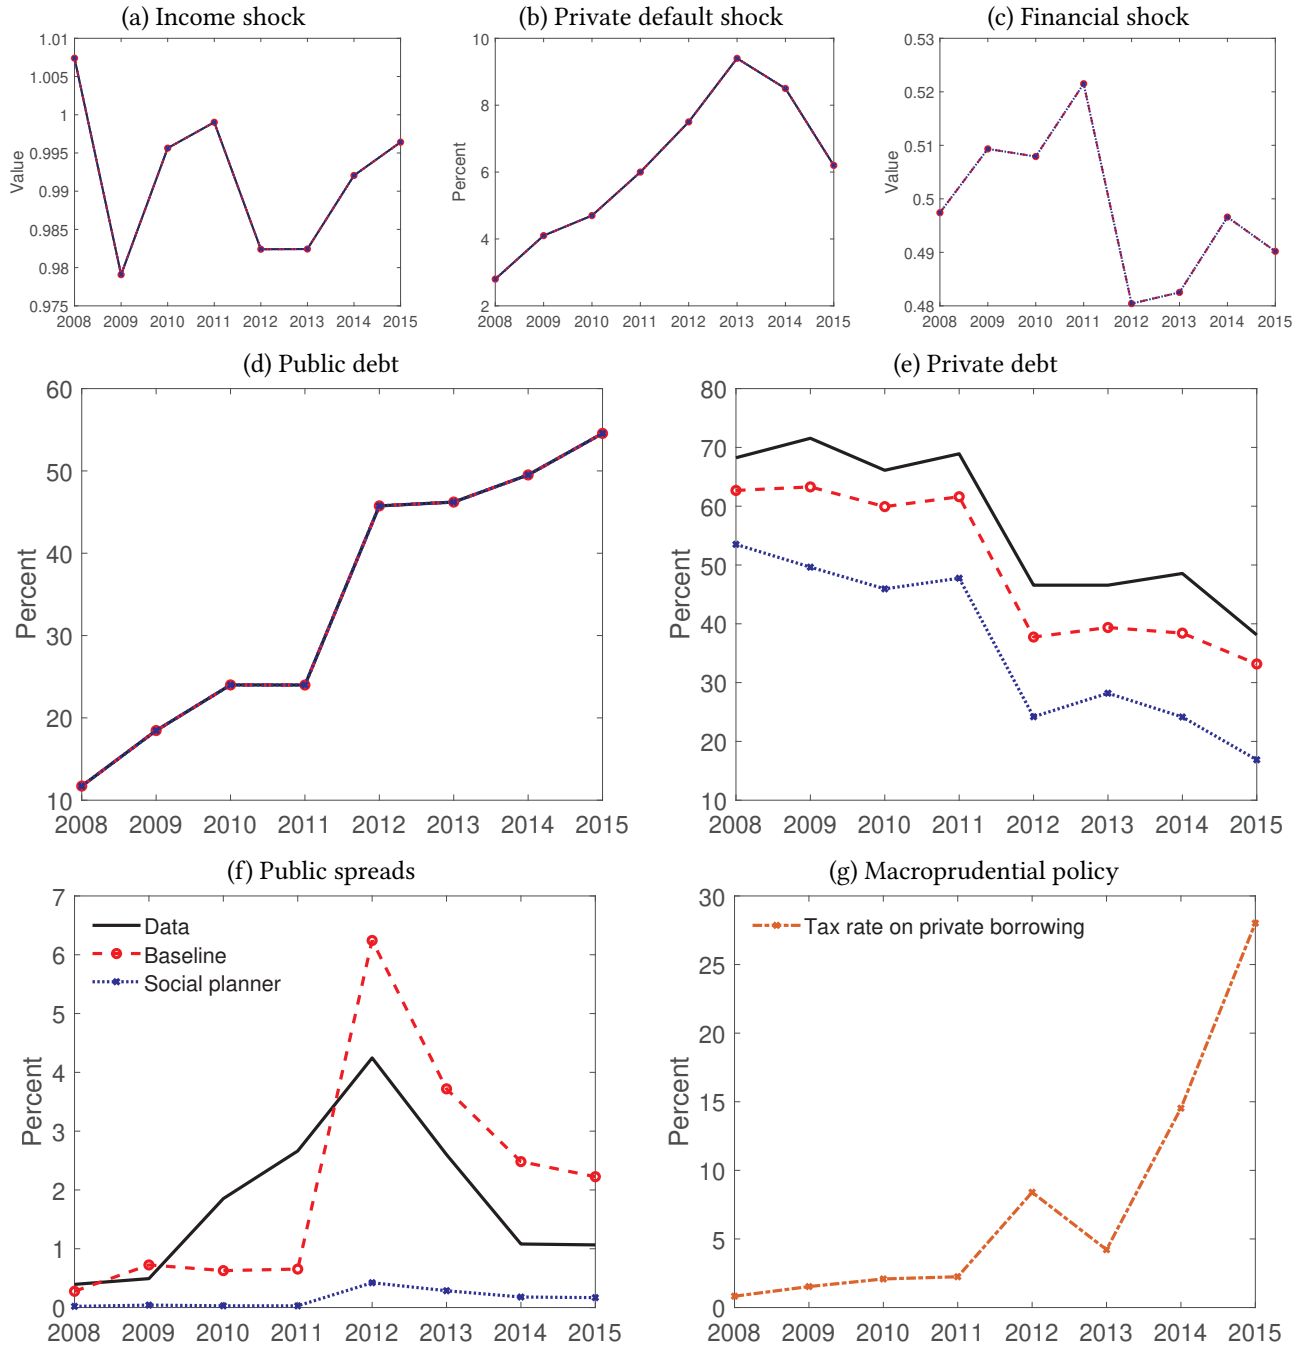 (a) Income shock
(b) Private default shock
(c) Financial shock
1.01
1.005
1
0.995
0.99
0.985
0.98
0.975
Value
2008 2009 2010 2011 2012 2013 2014 2015
10
8
6
4
2
Percent
2008 2009 2010 2011 2012 2013 2014 2015
0.53
0.52
0.51
0.5
0.49
0.48
Value
2008 2009 2010 2011 2012 2013 2014 2015
(d) Public debt
60
50
40
30
20
10
Percent
2008 2009 2010 2011 2012 2013 2014 2015
(e) Private debt
80
70
60
50
40
30
20
10
Percent
2008 2009 2010 2011 2012 2013 2014 2015
(f) Public spreads
7
6
5
4
3
2
1
0
Percent
Data
Baseline
Social planner
2008 2009 2010 2011 2012 2013 2014 2015
(g) Macroprudential policy
30
25
20
15
10
5
0
Percent
Tax rate on private borrowing
2008 2009 2010 2011 2012 2013 2014 2015